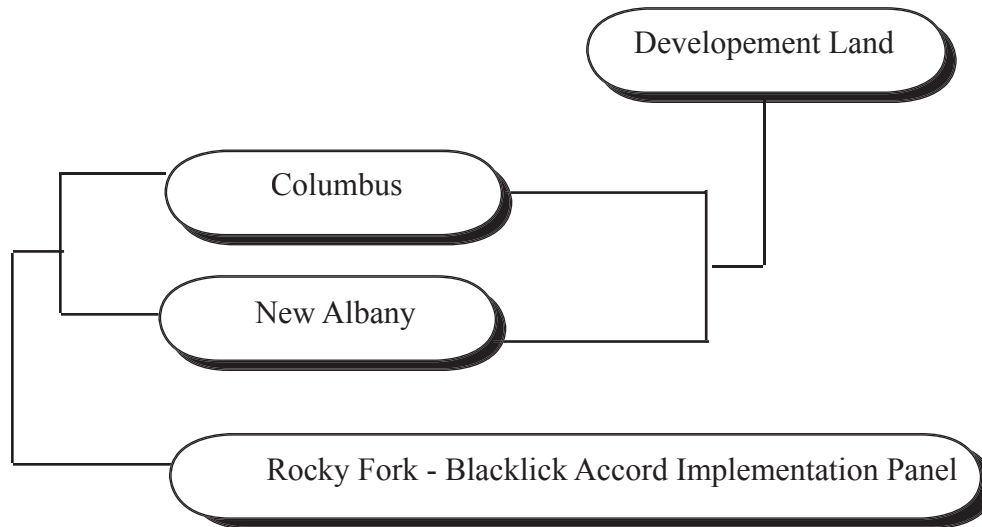 Developement Land
Columbus
New Albany
Rocky Fork - Blacklick Accord Implementation Panel